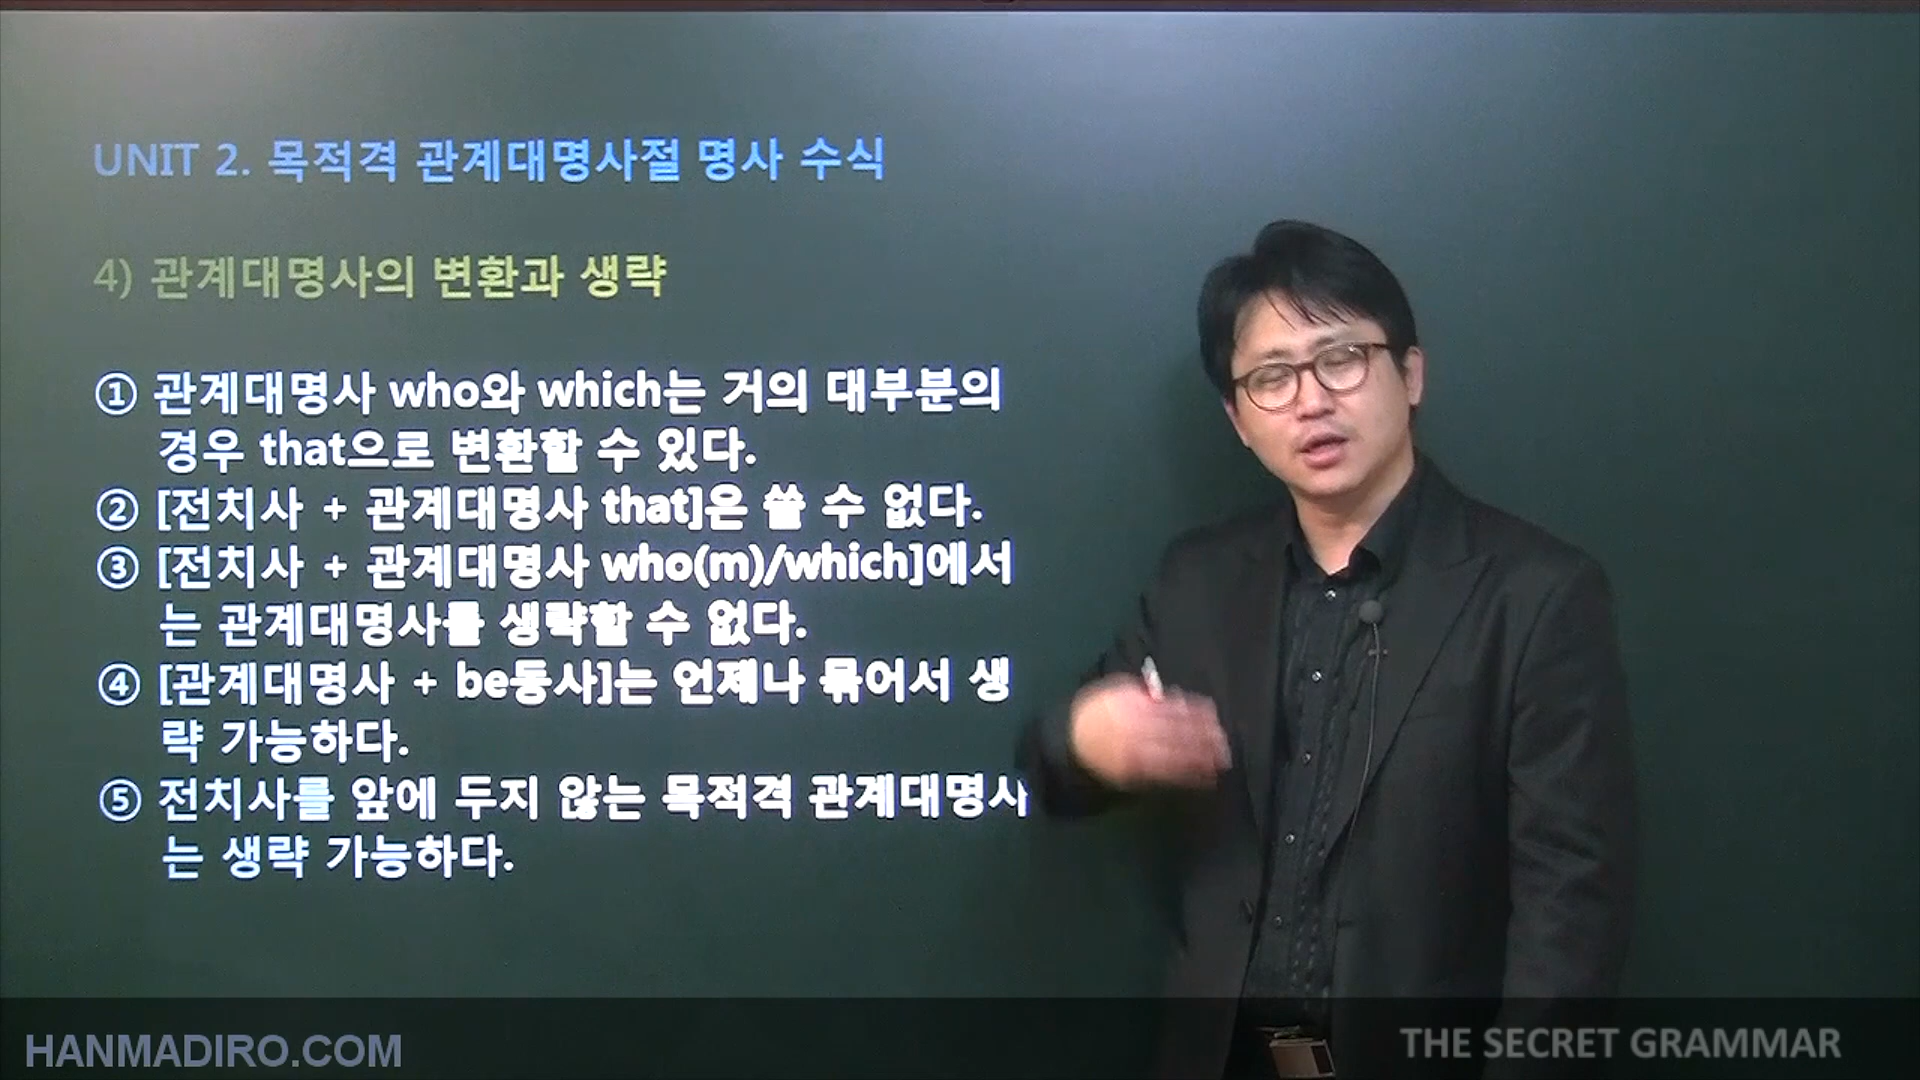 UNIT 2. 목적격 관계대명사절 명사 수식
4) 관계대명사의 변환과 생략
① 관계대명사 who와 which는 거의 대부분의
경우 that으로 변환할 수 있다.
② [전치사 + 관계대명사 that]은 쓸 수 없다.
③ [전치사 + 관계대명사 who(m)/which]에서
는 관계대명사를 생략할 수 없다.
④ [관계대명사 + be동사]는 언제나 묶어서 생
략 가능하다.
⑤ 전치사를 앞에 두지 않는 목적격 관계대명사
는 생략 가능하다.
HANMADIRO.COM
THE SECRET GRAMMAR